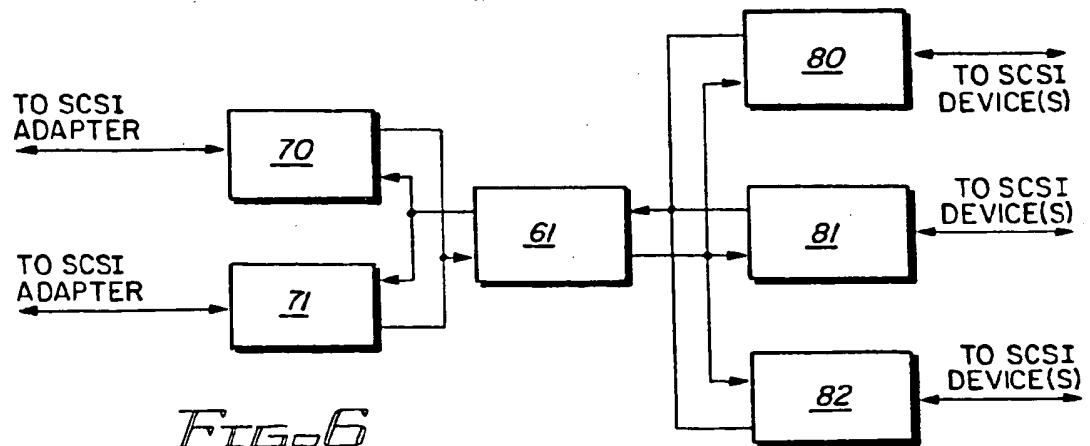 TO SCSI
ADAPTER
70
TO SCSI
ADAPTER
71
61
80
TO SCSI
DEVICE(S)
81
TO SCSI
DEVICE(S)
82
TO SCSI
DEVICE(S)
FIG. 6